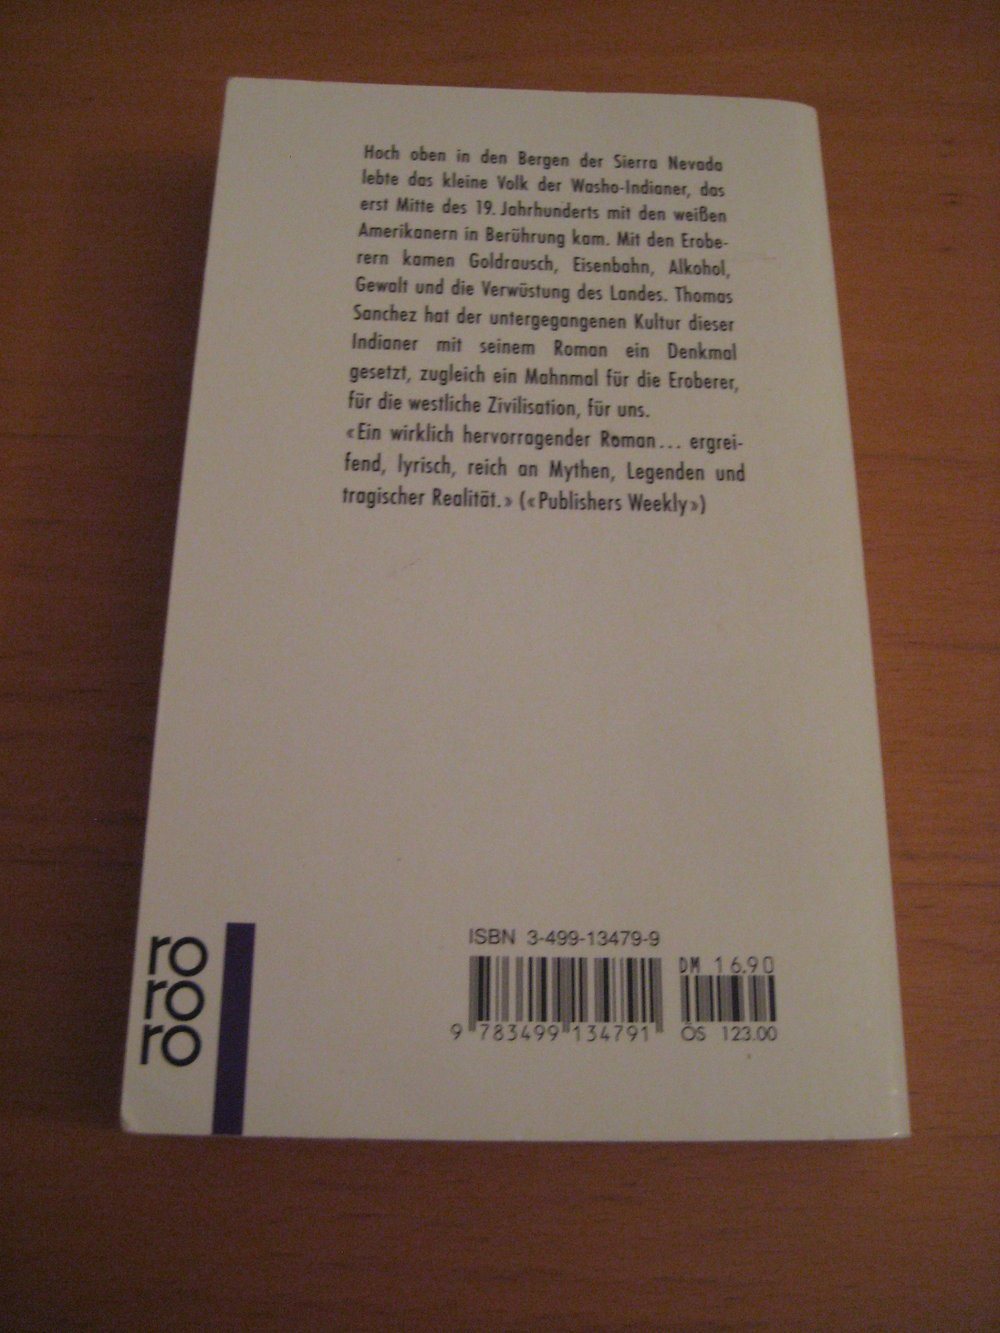 Hoch oben in den Bergen der Sierra Nevada
lebte das kleine Volk der Washo-Indianer, das
erst Mitte des 19. Jahrhunderts mit den weißen
Amerikanern in Berührung kam. Mit den Erobe-
rern kamen Goldrausch, Eisenbahn, Alkohol,
Gewalt und die Verwüstung des Landes. Thomas
Sanchez hat der untergegangenen Kultur dieser
Indianer mit seinem Roman ein Denkmal
gesetzt, zugleich ein Mahnmal für die Eroberer,
für die westliche Zivilisation, für uns.
«Ein wirklich hervorragender Roman... ergrei-
fend, lyrisch, reich an Mythen, Legenden und
tragischer Realität.» («Publishers Weekly»)
ro
ro
ro
ISBN 3-499-13479-9
DM 16.90
9 783499 134791
ÖS 123.00